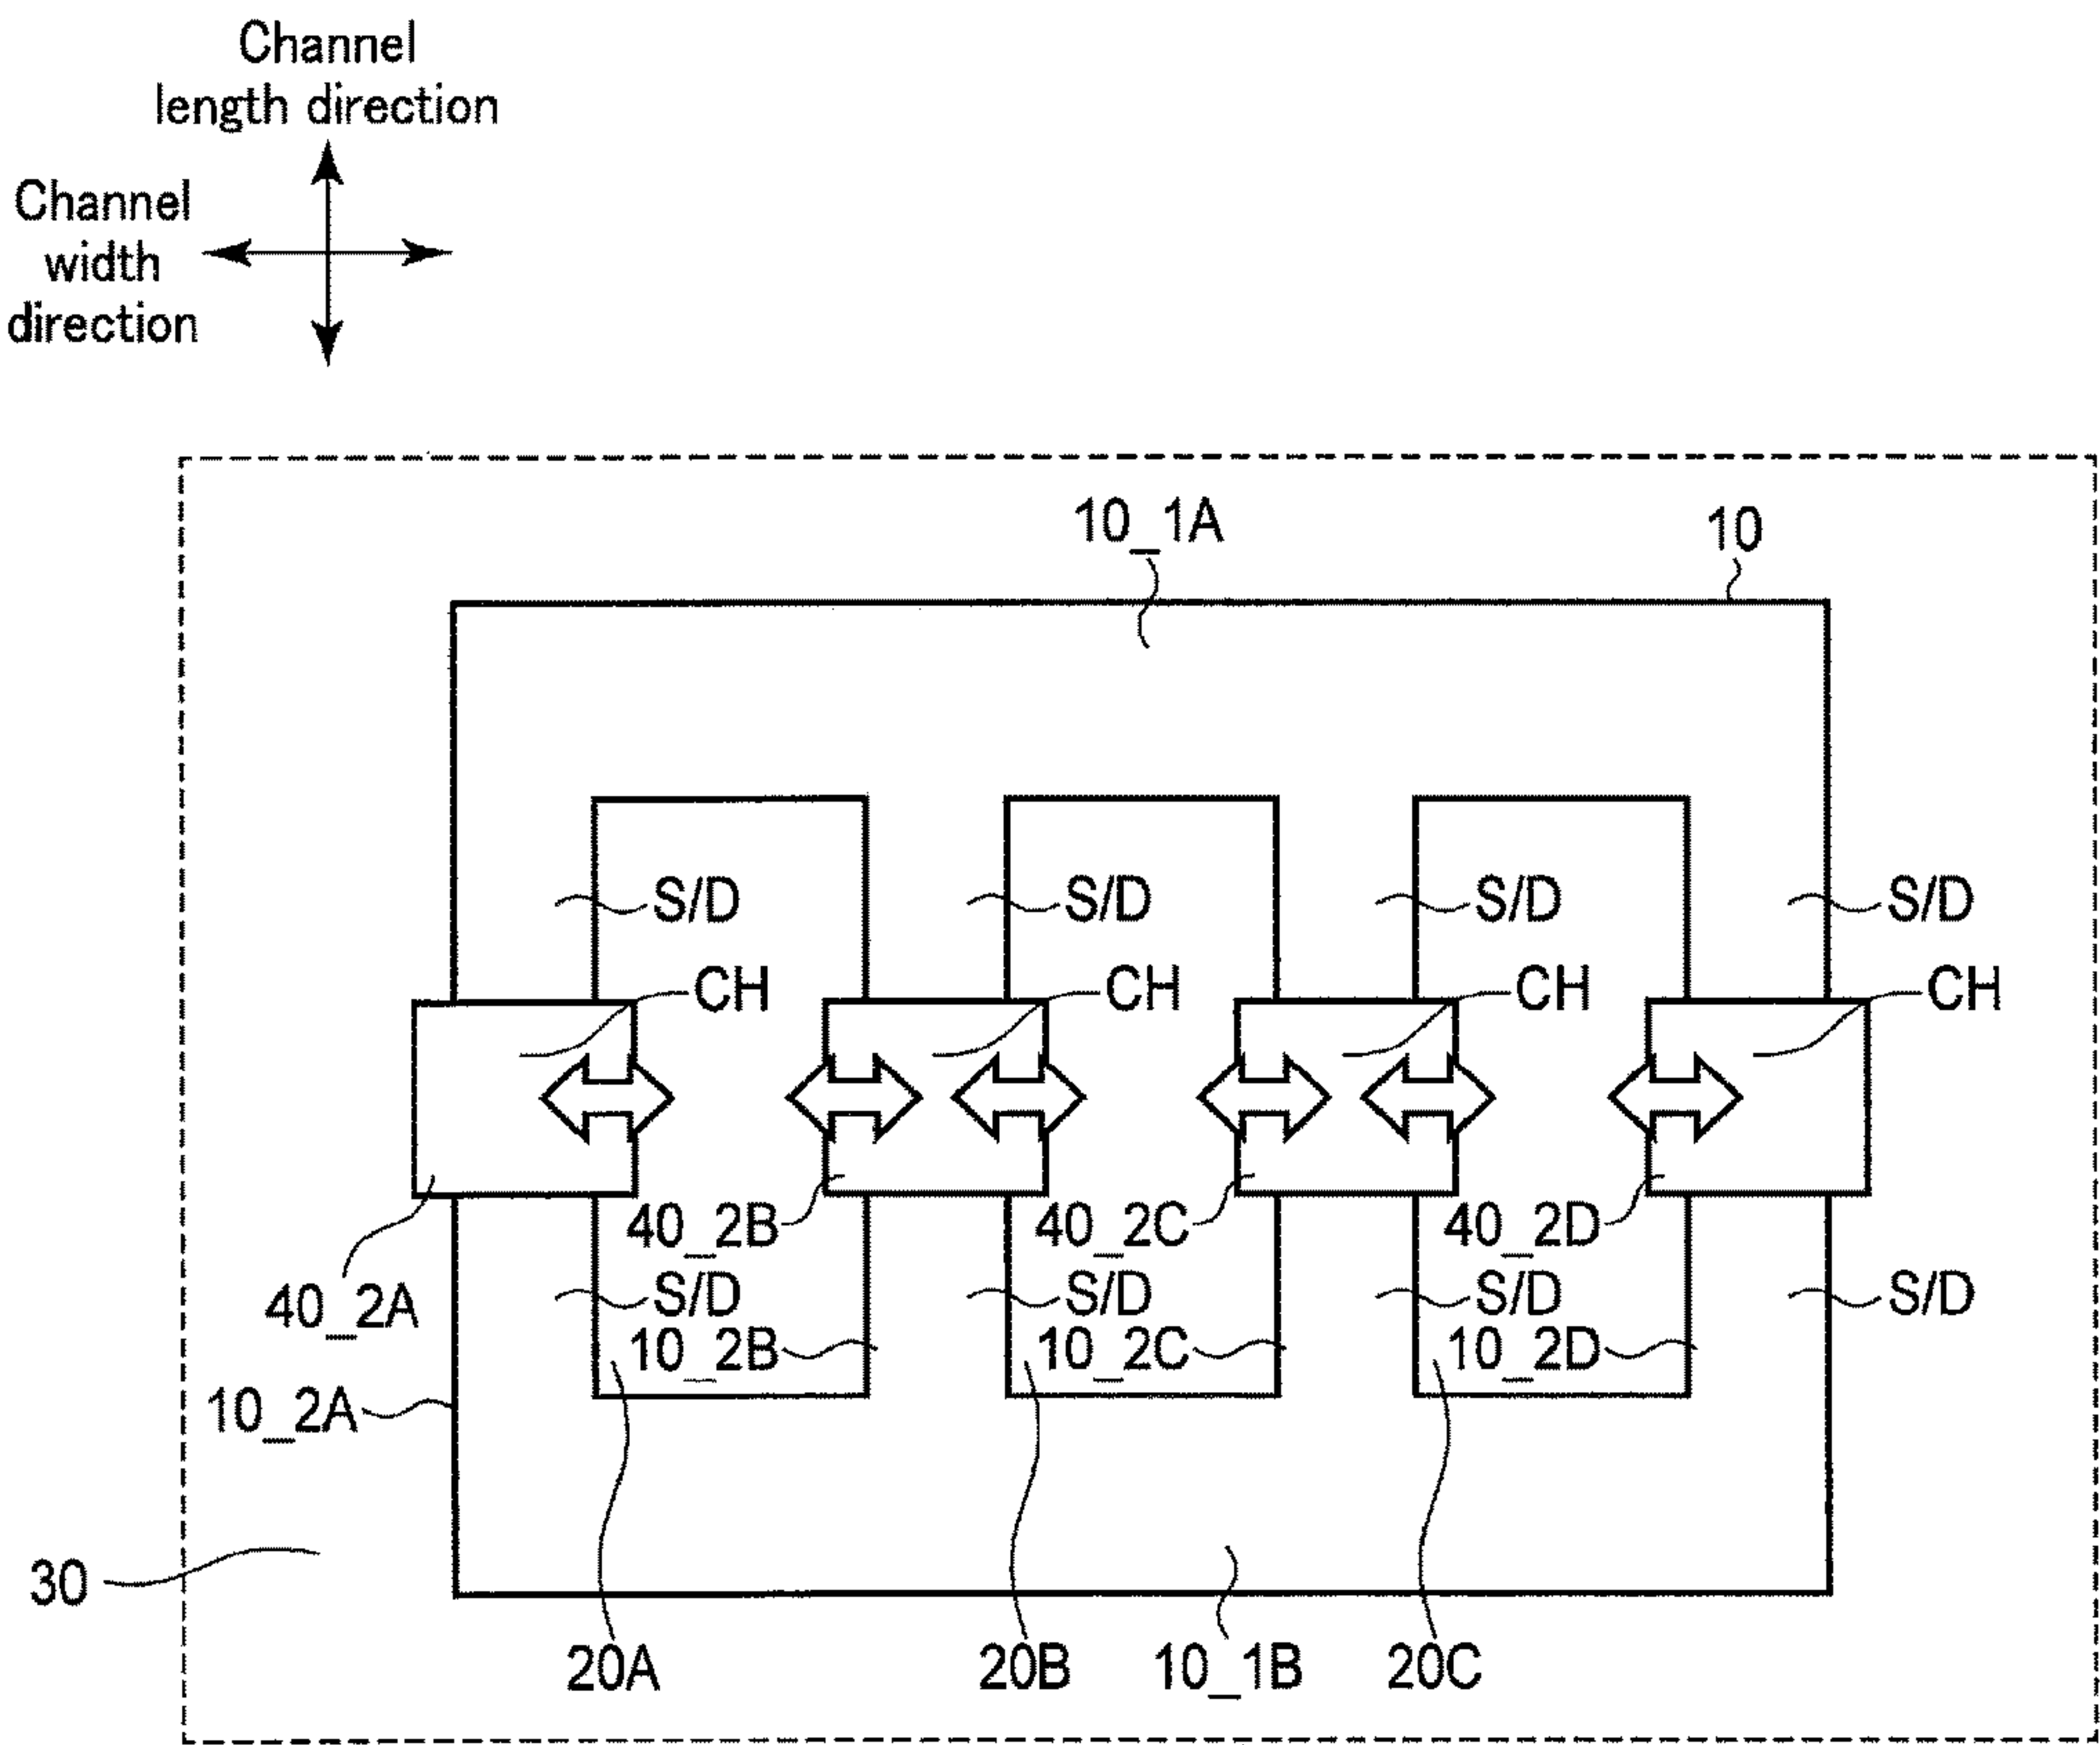 Channel
length direction
Channel
width
direction
10_1A
10
S/D
S/D
S/D
S/D
CH
CH
CH
CH
40_2B
40_2C
40_2D
40_2A
S/D
S/D
S/D
S/D
10_2B
10_2C
10_2D
10_2A
30
20A
20B
10_1B
20C